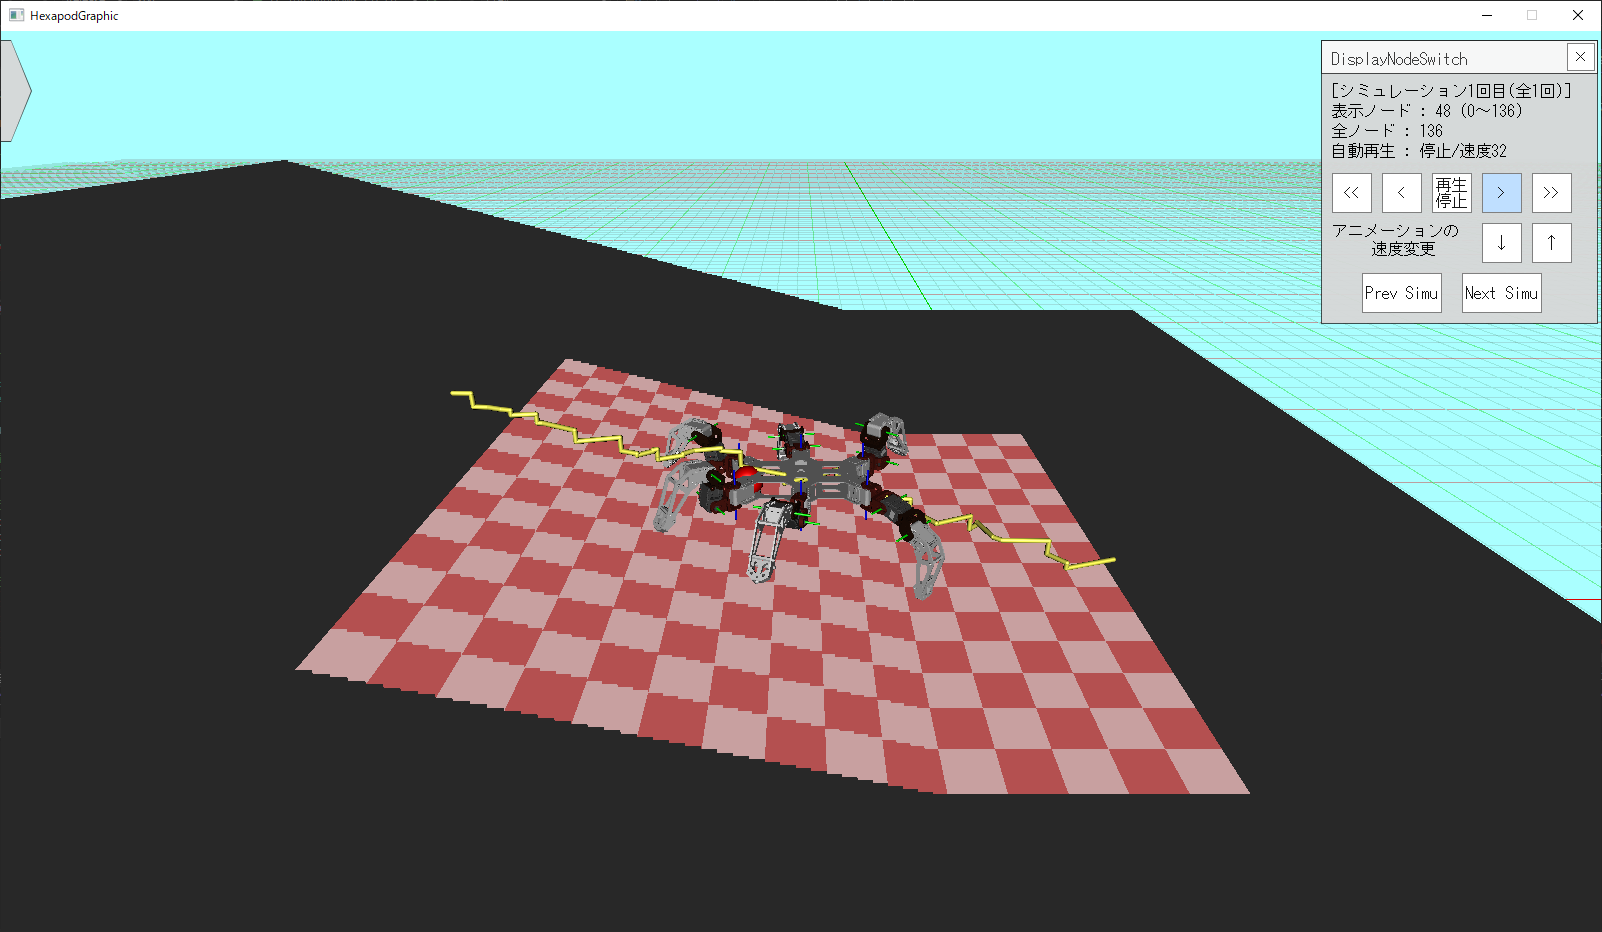 HexapodGraphic
DisplayNodeSwitch
[シミュレーション1回目(全1回)]
表示ノード : 48 (0～136)
全ノード : 136
自動再生 : 停止/速度32
<< < 再生停止 > >>
アニメーションの
速度変更
↓ ↑
Prev Simu Next Simu